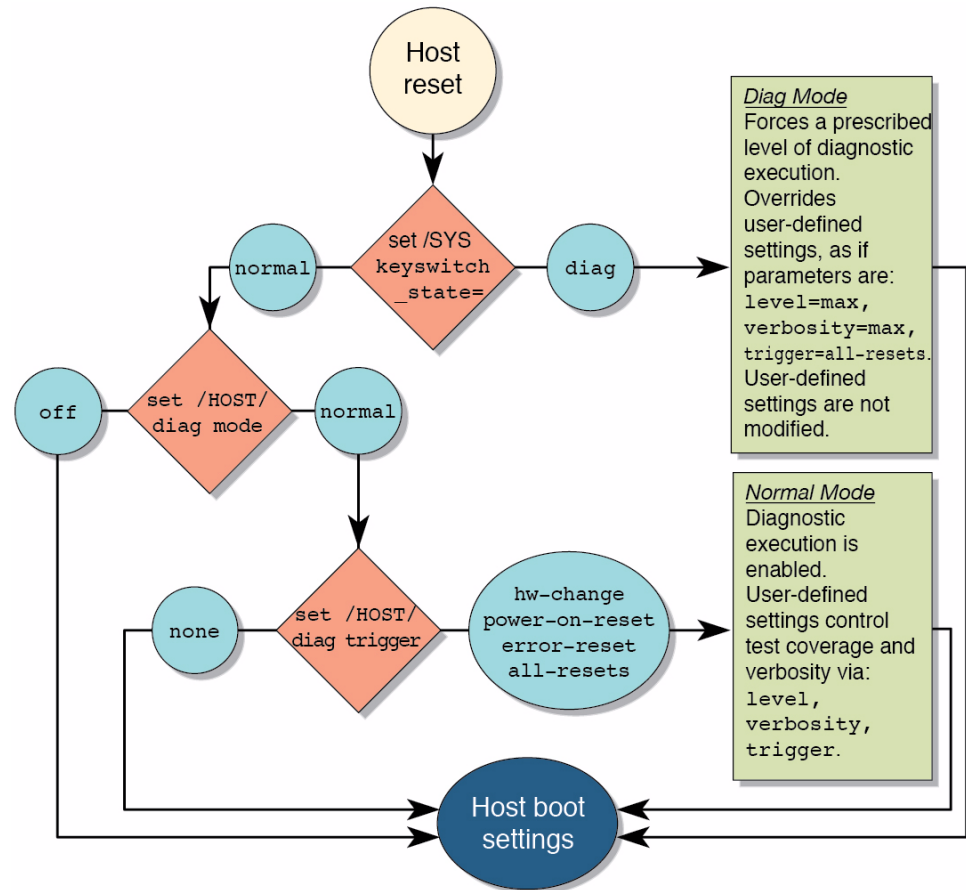 Host
reset
set /SYS
keyswitch
_state=
normal
diag
Diag Mode
Forces a prescribed
level of diagnostic
execution.
Overrides
user-defined
settings, as if
parameters are:
level=max,
verbosity=max,
trigger=all-resets.
User-defined
settings are not
modified.
set /HOST/
diag mode
off
normal
set /HOST/
diag trigger
none
hw-change
power-on-reset
error-reset
all-resets
Normal Mode
Diagnostic
execution is
enabled.
User-defined
settings control
test coverage and
verbosity via:
level,
verbosity,
trigger.
Host boot
settings